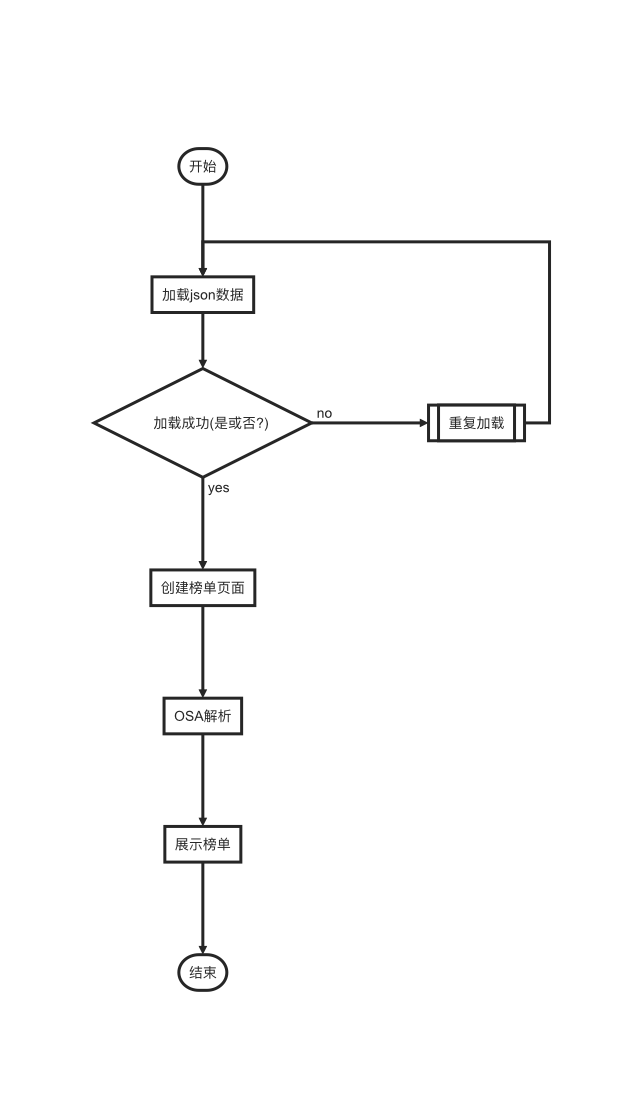 开始
加载json数据
加载成功(是或否?)
no
重复加载
yes
创建榜单页面
OSA解析
展示榜单
结束